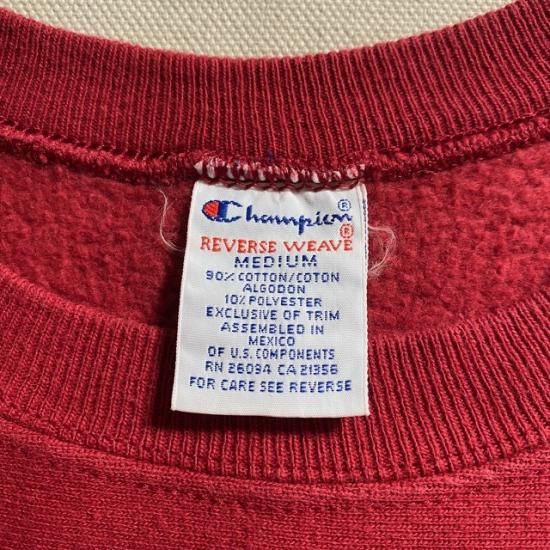 Champion®
REVERSE WEAVE®
MEDIUM
90% COTTON/COTON
ALGODON
10% POLYESTER
EXCLUSIVE OF TRIM
ASSEMBLED IN
MEXICO
OF U.S. COMPONENTS
RN 26094 CA 21356
FOR CARE SEE REVERSE